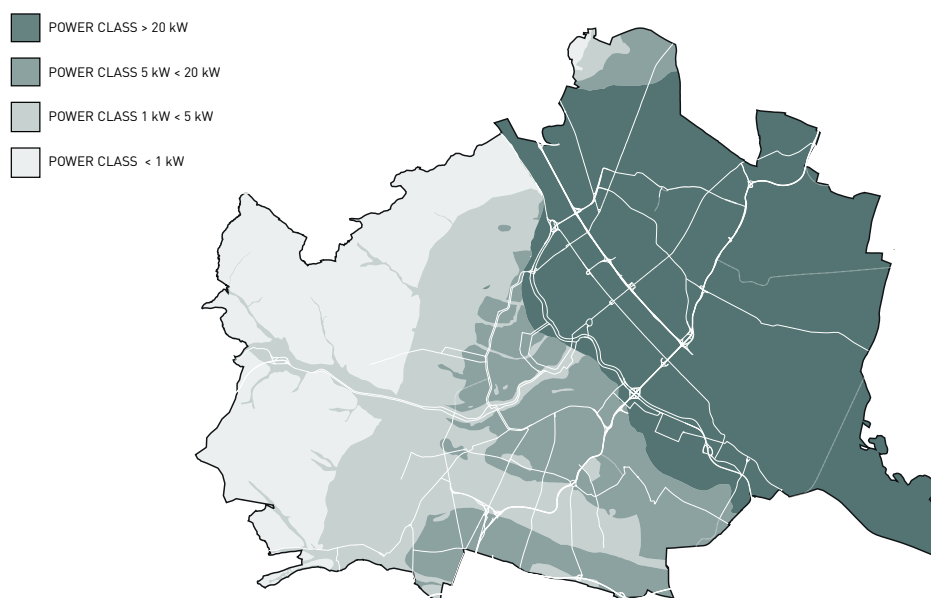 POWER CLASS > 20 kW
POWER CLASS 5 kW < 20 kW
POWER CLASS 1 kW < 5 kW
POWER CLASS < 1 kW